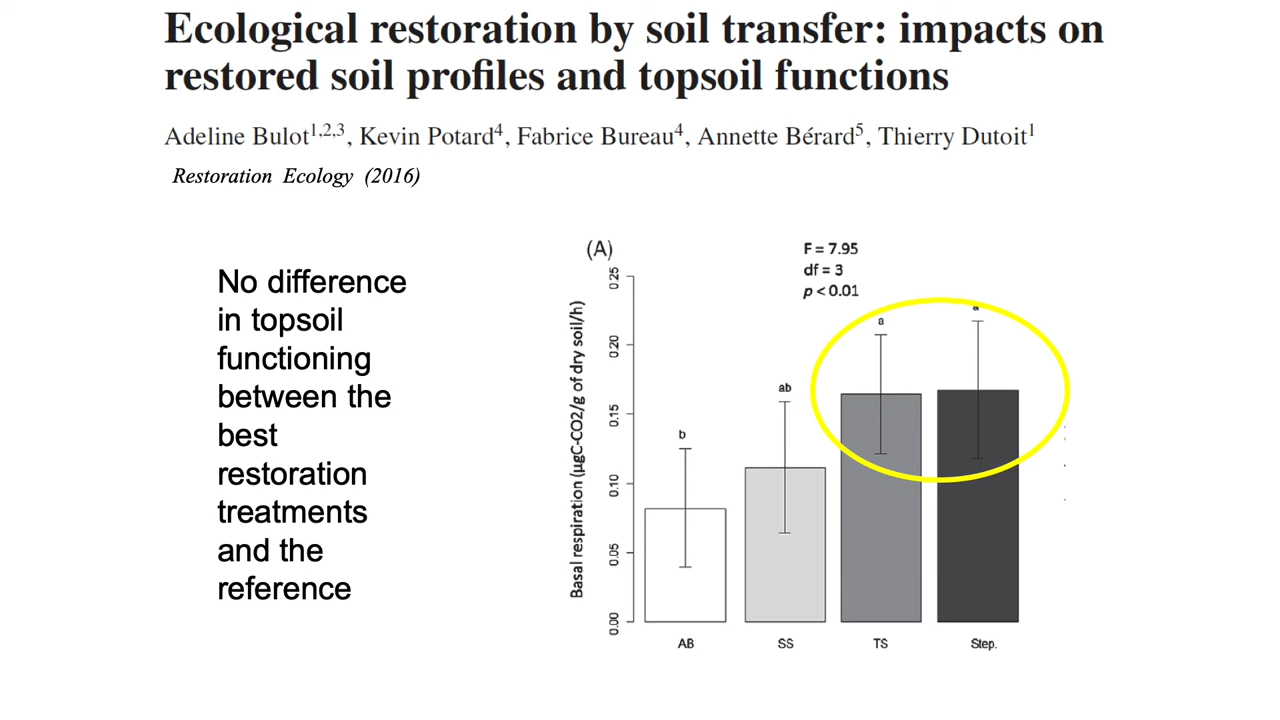 Ecological restoration by soil transfer: impacts on
restored soil profiles and topsoil functions
Adeline Bulot1,2,3, Kevin Potard4, Fabrice Bureau4, Annette Bérard5, Thierry Dutoit1
Restoration Ecology (2016)
No difference
in topsoil
functioning
between the
best
restoration
treatments
and the
reference
(A)
F = 7.95
df = 3
p < 0.01
Basal respiration (µgC-CO2/g of dry soil/h)
0.25
0.20
0.15
0.10
0.05
0.00
b
ab
a
a
AB
SS
TS
Step.